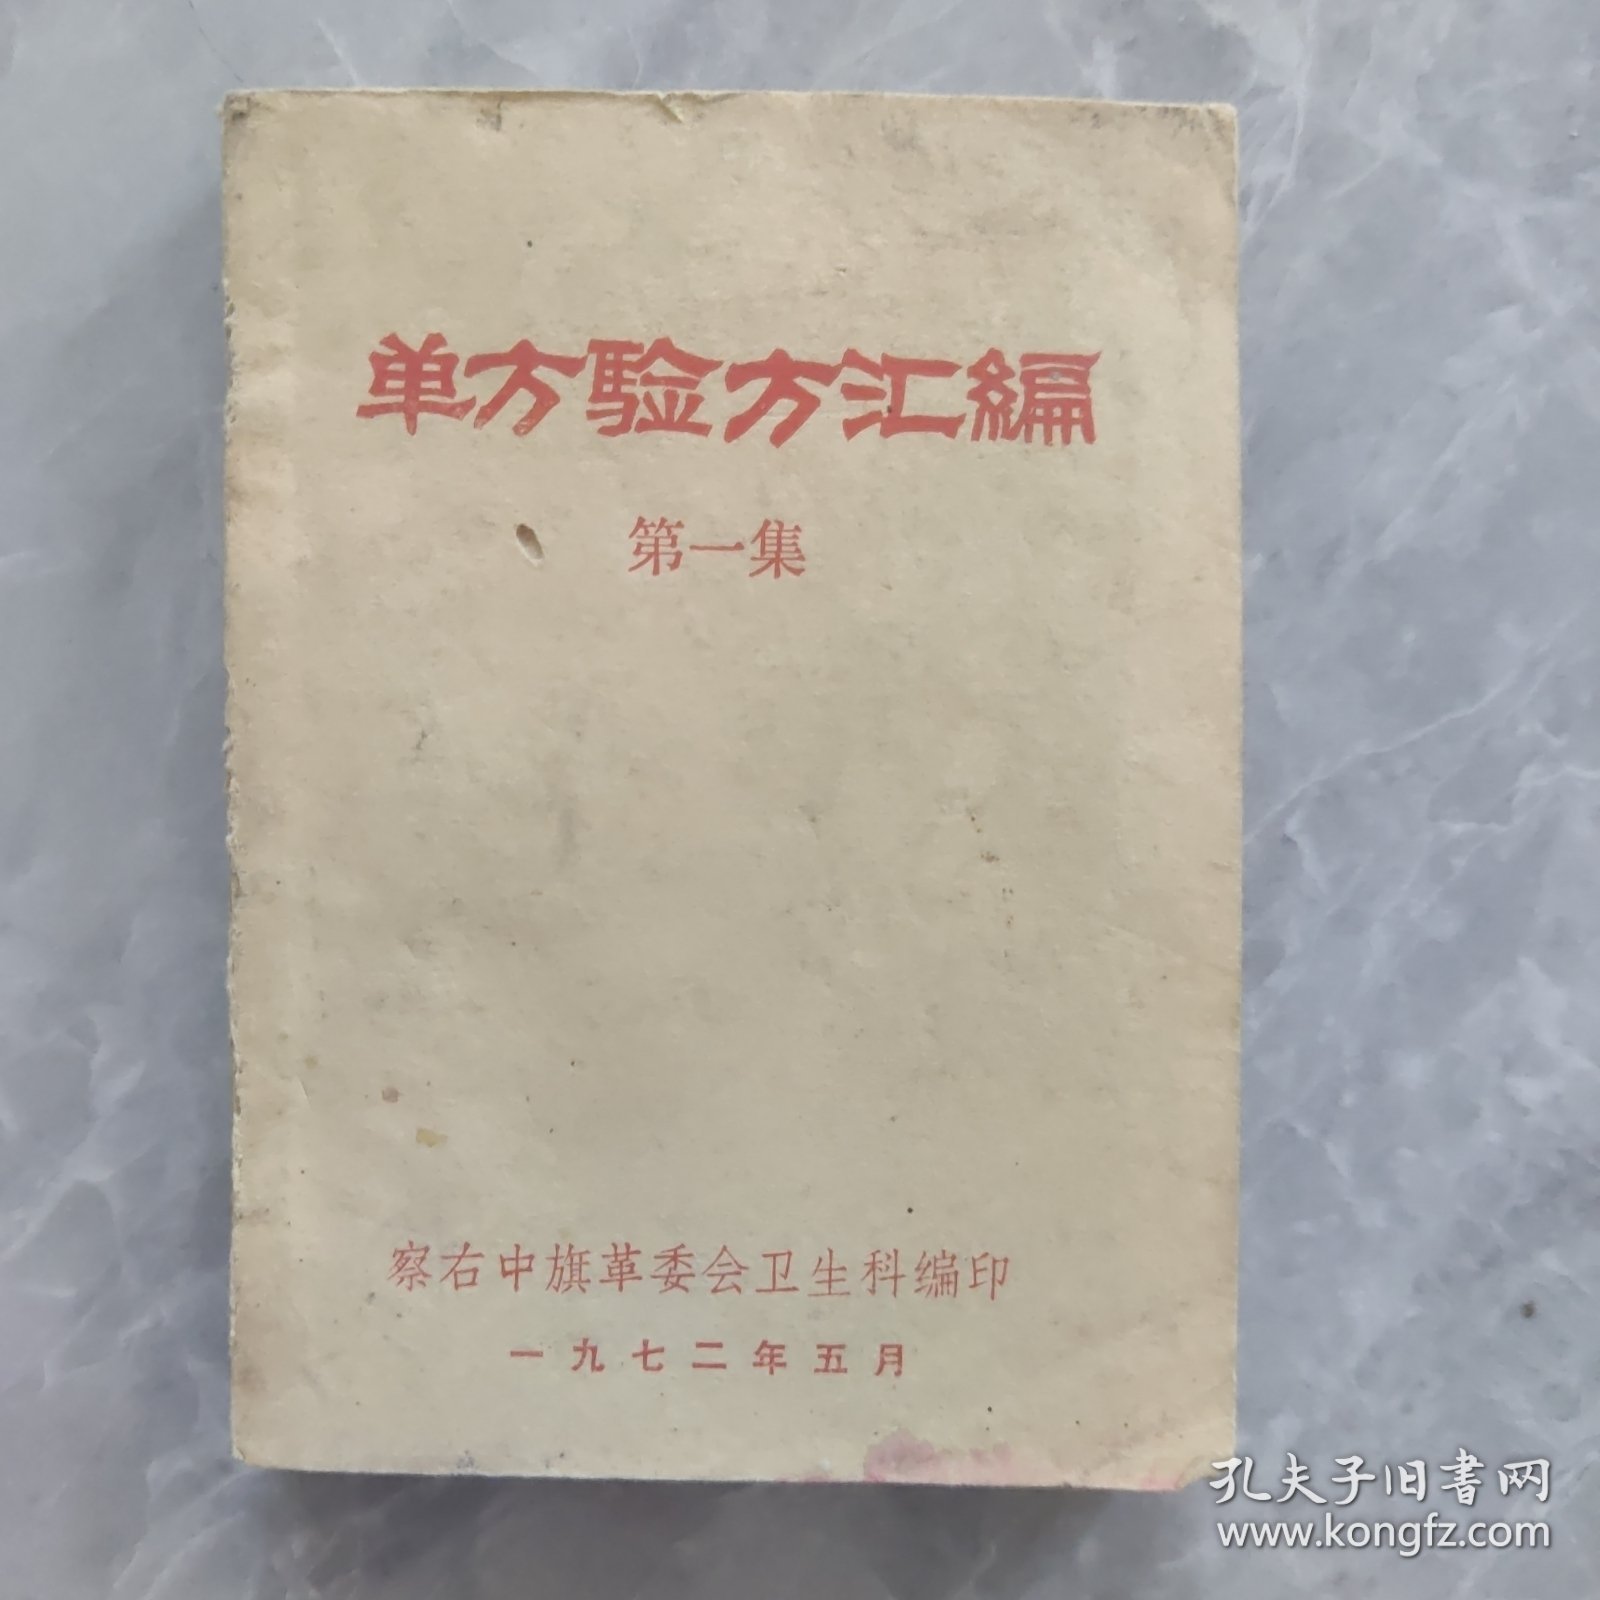 单方验方汇编
第一集
察右中旗革委会卫生科编印
一九七二年五月
孔夫子旧书网
www.kongfz.com